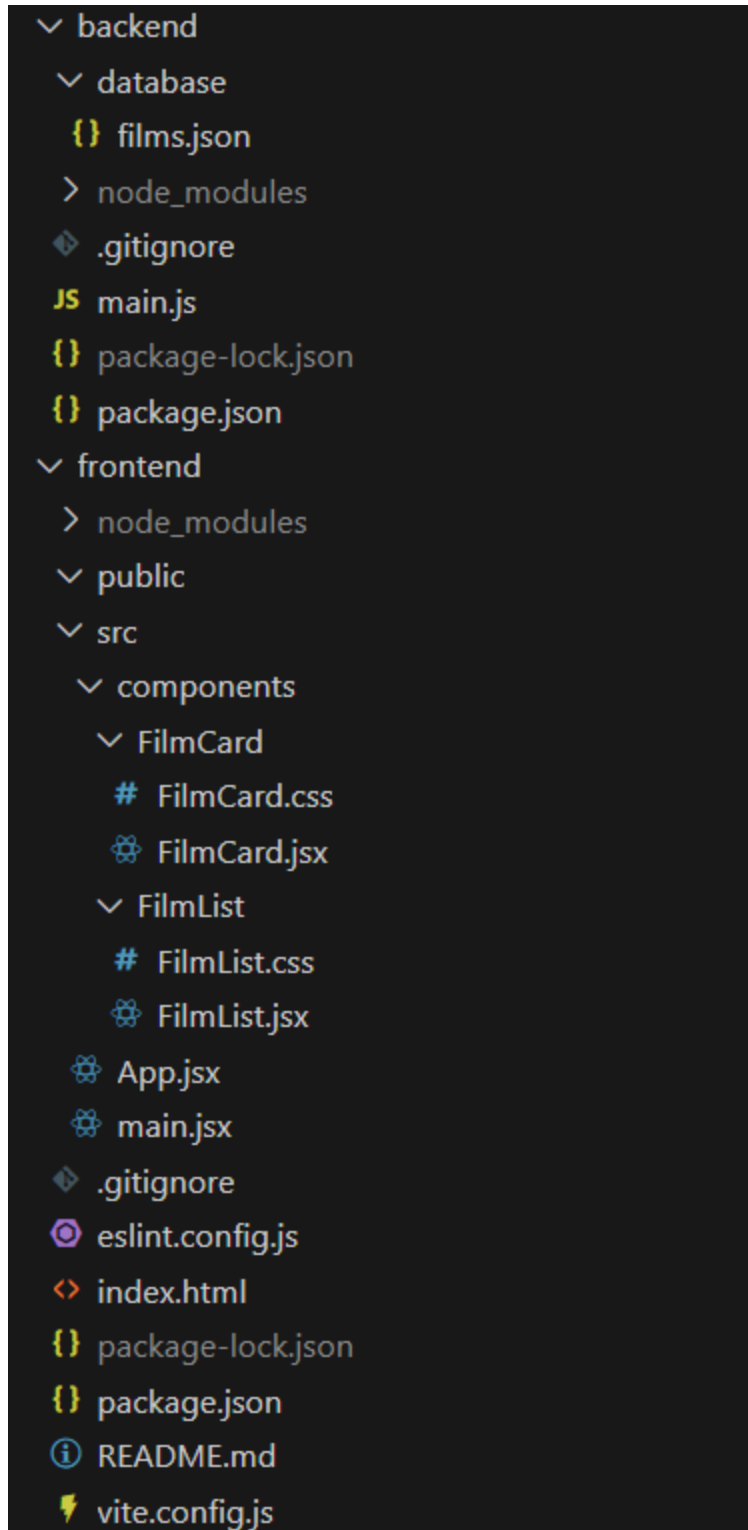 backend
database
{} films.json
node_modules
.gitignore
JS main.js
{} package-lock.json
{} package.json
frontend
node_modules
public
src
components
FilmCard
# FilmCard.css
FilmCard.jsx
FilmList
# FilmList.css
FilmList.jsx
App.jsx
main.jsx
.gitignore
eslint.config.js
<> index.html
{} package-lock.json
{} package.json
README.md
vite.config.js